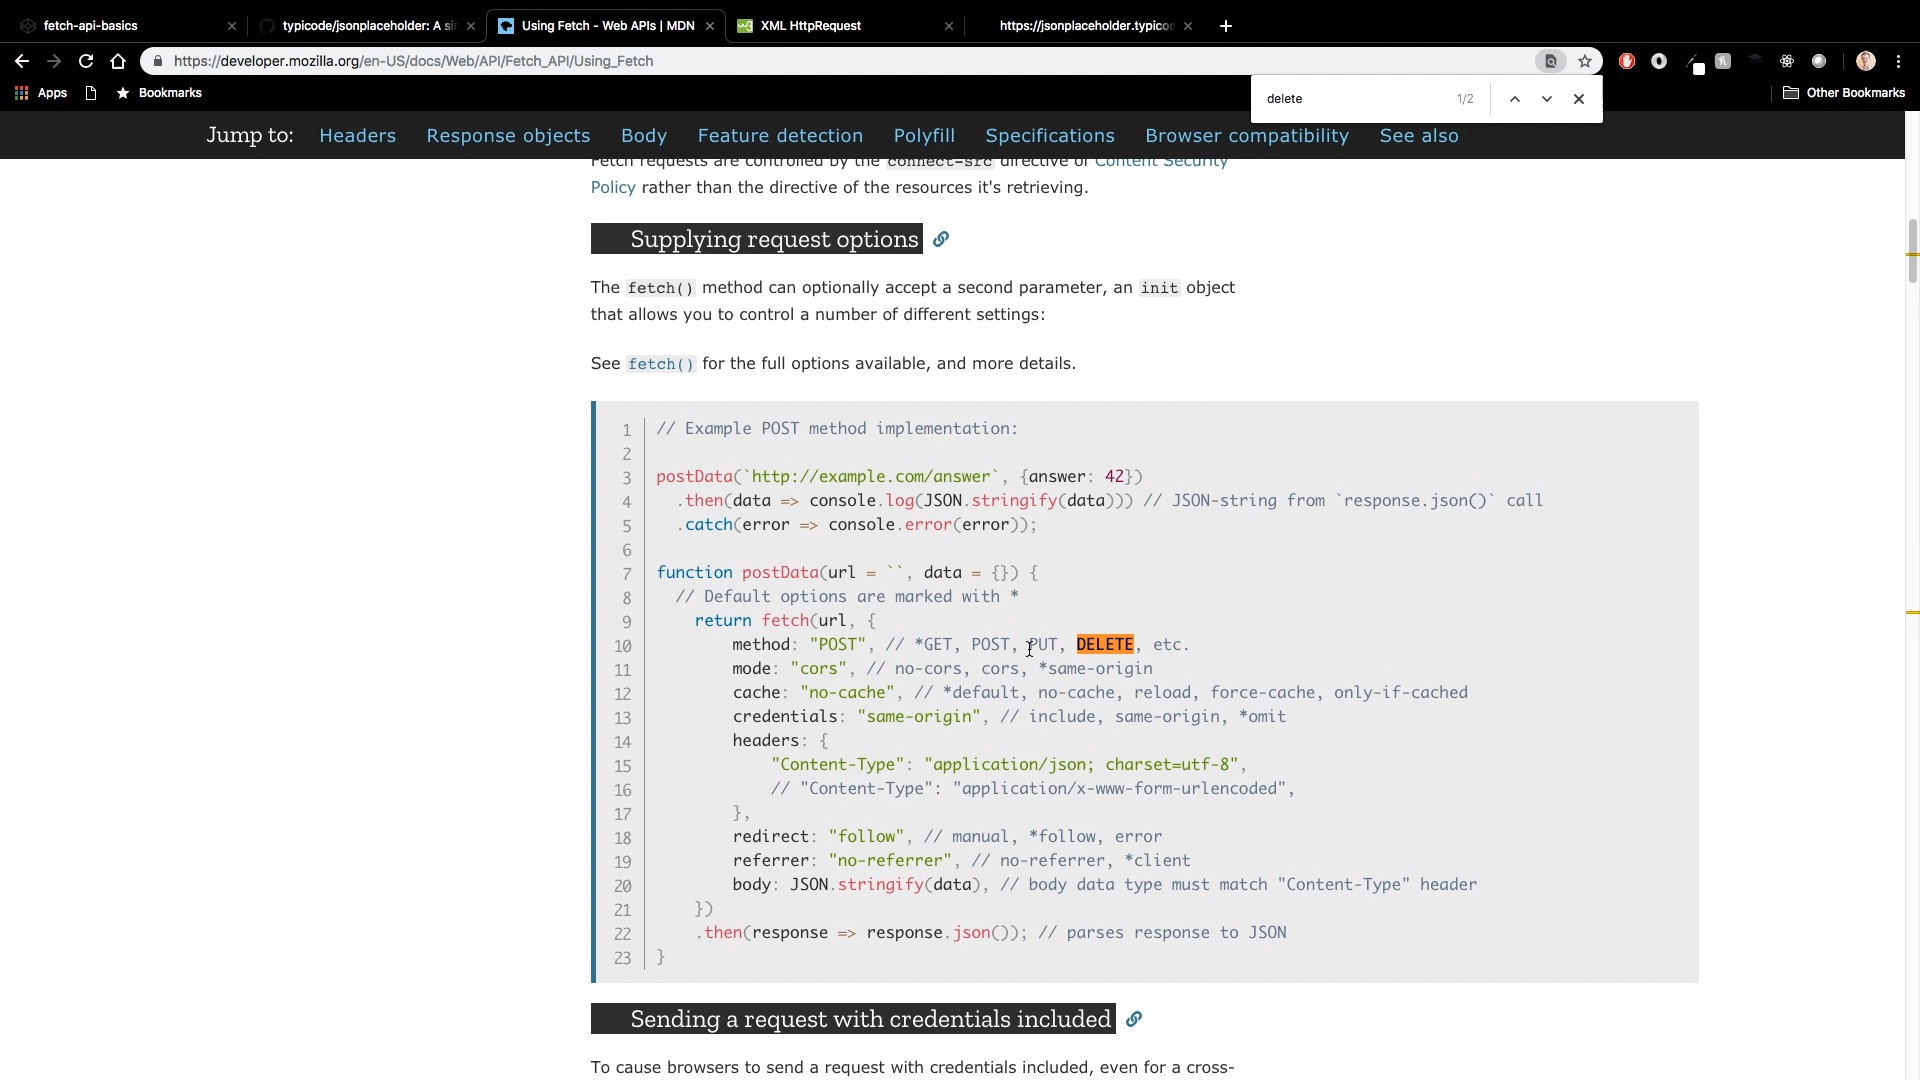 fetch-api-basics
typicode/jsonplaceholder: A si
Using Fetch - Web APIs | MDN
XML HttpRequest
https://jsonplaceholder.typico
https://developer.mozilla.org/en-US/docs/Web/API/Fetch_API/Using_Fetch
Apps
Bookmarks
delete
1/2
Other Bookmarks
Jump to: Headers Response objects Body Feature detection Polyfill Specifications Browser compatibility See also
Fetch requests are controlled by the connect-src directive of Content Security
Policy rather than the directive of the resources it's retrieving.
Supplying request options
The fetch() method can optionally accept a second parameter, an init object
that allows you to control a number of different settings:
See fetch() for the full options available, and more details.
1 // Example POST method implementation:
2
3 postData(`http://example.com/answer`, {answer: 42})
4 .then(data => console.log(JSON.stringify(data))) // JSON-string from `response.json()` call
5 .catch(error => console.error(error));
6
7 function postData(url = ``, data = {}) {
8 // Default options are marked with *
9 return fetch(url, {
10 method: "POST", // *GET, POST, PUT, DELETE, etc.
11 mode: "cors", // no-cors, cors, *same-origin
12 cache: "no-cache", // *default, no-cache, reload, force-cache, only-if-cached
13 credentials: "same-origin", // include, same-origin, *omit
14 headers: {
15 "Content-Type": "application/json; charset=utf-8",
16 // "Content-Type": "application/x-www-form-urlencoded",
17 },
18 redirect: "follow", // manual, *follow, error
19 referrer: "no-referrer", // no-referrer, *client
20 body: JSON.stringify(data), // body data type must match "Content-Type" header
21 })
22 .then(response => response.json()); // parses response to JSON
23 }
Sending a request with credentials included
To cause browsers to send a request with credentials included, even for a cross-